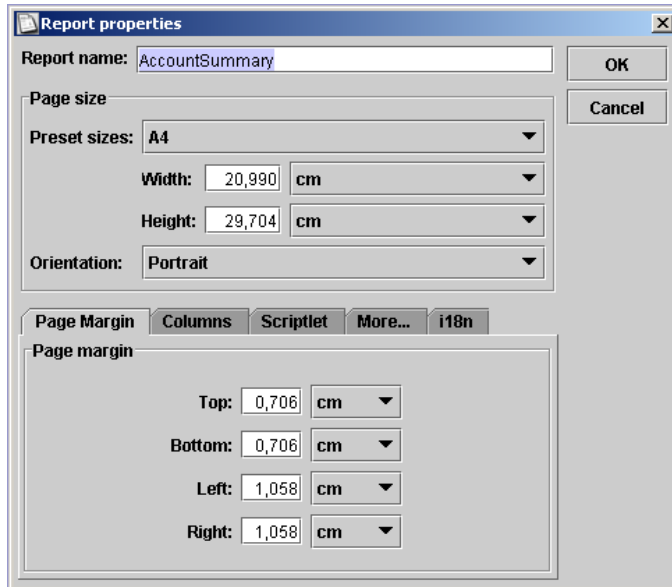 Report properties
Report name: AccountSummary
OK
Cancel
Page size
Preset sizes: A4
Width: 20,990 cm
Height: 29,704 cm
Orientation: Portrait
Page Margin Columns Scriptlet More... i18n
Page margin
Top: 0,706 cm
Bottom: 0,706 cm
Left: 1,058 cm
Right: 1,058 cm